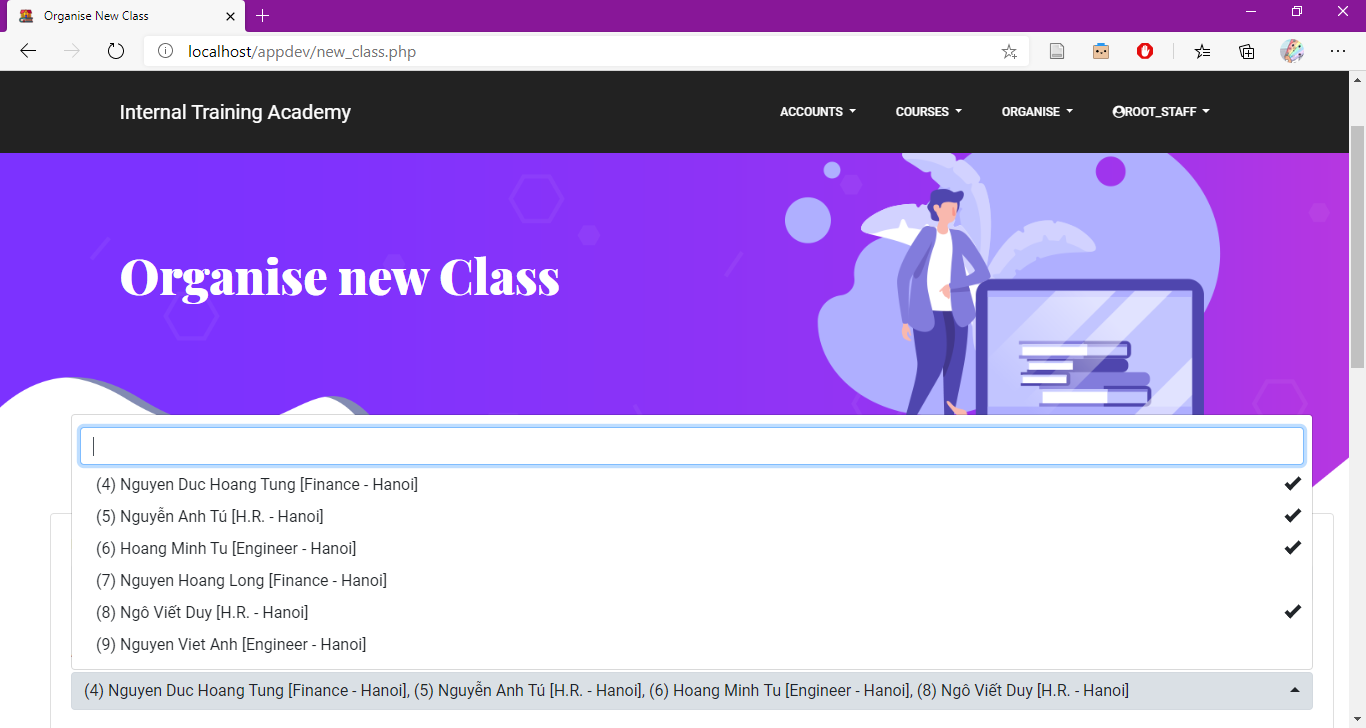 Organise New Class
localhost/appdev/new_class.php
Internal Training Academy
ACCOUNTS
COURSES
ORGANISE
ROOT_STAFF
Organise new Class
(4) Nguyen Duc Hoang Tung [Finance - Hanoi]
(5) Nguyễn Anh Tú [H.R. - Hanoi]
(6) Hoang Minh Tu [Engineer - Hanoi]
(7) Nguyen Hoang Long [Finance - Hanoi]
(8) Ngô Viết Duy [H.R. - Hanoi]
(9) Nguyen Viet Anh [Engineer - Hanoi]
(4) Nguyen Duc Hoang Tung [Finance - Hanoi], (5) Nguyễn Anh Tú [H.R. - Hanoi], (6) Hoang Minh Tu [Engineer - Hanoi], (8) Ngô Viết Duy [H.R. - Hanoi]